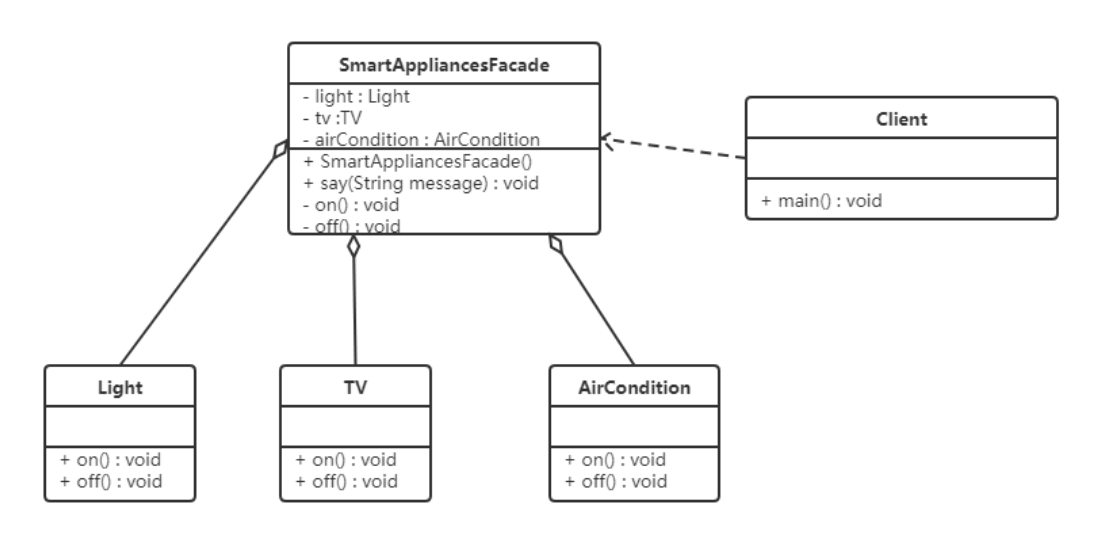 SmartAppliancesFacade
- light : Light
- tv :TV
- airCondition : AirCondition
+ SmartAppliancesFacade()
+ say(String message) : void
- on() : void
- off() : void
Client
+ main() : void
Light
+ on() : void
+ off() : void
TV
+ on() : void
+ off() : void
AirCondition
+ on() : void
+ off() : void